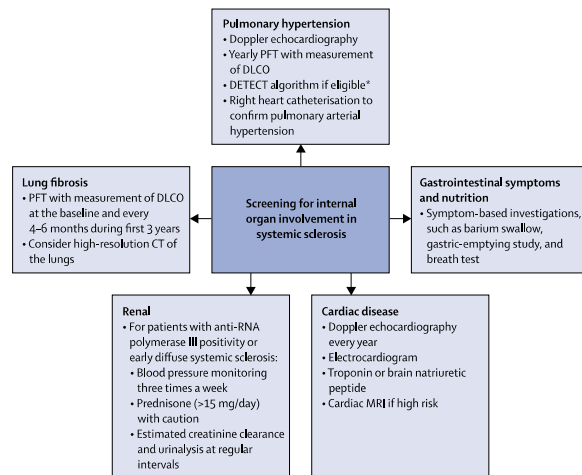 Pulmonary hypertension
• Doppler echocardiography
• Yearly PFT with measurement
of DLCO
• DETECT algorithm if eligible*
• Right heart catheterisation to
confirm pulmonary arterial
hypertension
Lung fibrosis
• PFT with measurement of DLCO
at the baseline and every
4–6 months during first 3 years
• Consider high-resolution CT of
the lungs
Screening for internal
organ involvement in
systemic sclerosis
Gastrointestinal symptoms
and nutrition
• Symptom-based investigations,
such as barium swallow,
gastric-emptying study, and
breath test
Renal
• For patients with anti-RNA
polymerase III positivity or
early diffuse systemic sclerosis:
• Blood pressure monitoring
three times a week
• Prednisone (>15 mg/day)
with caution
• Estimated creatinine clearance
and urinalysis at regular
intervals
Cardiac disease
• Doppler echocardiography
every year
• Electrocardiogram
• Troponin or brain natriuretic
peptide
• Cardiac MRI if high risk